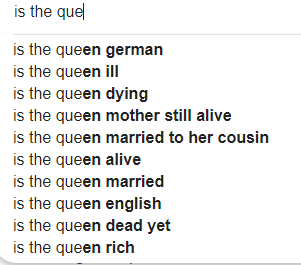 is the que
is the queen german
is the queen ill
is the queen dying
is the queen mother still alive
is the queen married to her cousin
is the queen alive
is the queen married
is the queen english
is the queen dead yet
is the queen rich